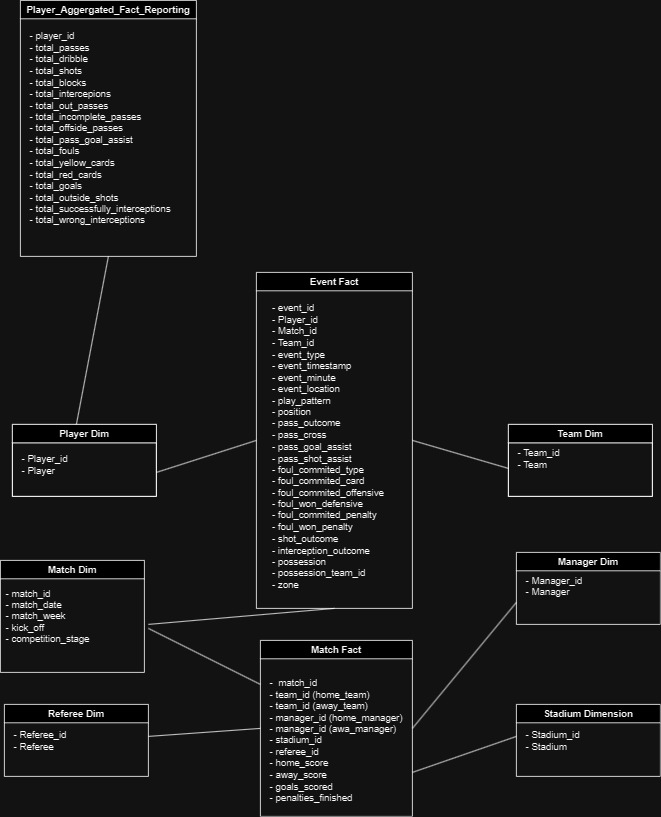 Player_Aggergated_Fact_Reporting
- player_id
- total_passes
- total_dribble
- total_shots
- total_blocks
- total_intercepions
- total_out_passes
- total_incomplete_passes
- total_offside_passes
- total_pass_goal_assist
- total_fouls
- total_yellow_cards
- total_red_cards
- total_goals
- total_outside_shots
- total_successfully_interceptions
- total_wrong_interceptions
Event Fact
- event_id
- Player_id
- Match_id
- Team_id
- event_type
- event_timestamp
- event_minute
- event_location
- play_pattern
- position
- pass_outcome
- pass_cross
- pass_goal_assist
- pass_shot_assist
- foul_commited_type
- foul_commited_card
- foul_commited_offensive
- foul_won_defensive
- foul_commited_penalty
- foul_won_penalty
- shot_outcome
- interception_outcome
- possession
- possession_team_id
- zone
Player Dim
- Player_id
- Player
Team Dim
- Team_id
- Team
Match Dim
- match_id
- match_date
- match_week
- kick_off
- competition_stage
Manager Dim
- Manager_id
- Manager
Match Fact
- match_id
- team_id (home_team)
- team_id (away_team)
- manager_id (home_manager)
- manager_id (awa_manager)
- stadium_id
- referee_id
- home_score
- away_score
- goals_scored
- penalties_finished
Referee Dim
- Referee_id
- Referee
Stadium Dimension
- Stadium_id
- Stadium